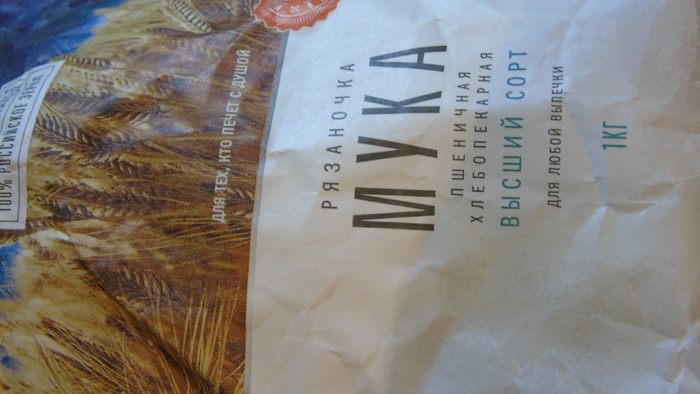 100% РОССИЙСКОЕ ЗЕРНО
ДЛЯ ТЕХ, КТО ПЕЧЕТ С ДУШОЙ
РЯЗАНОЧКА
МУКА
ПШЕНИЧНАЯ
ХЛЕБОПЕКАРНАЯ
ВЫСШИЙ СОРТ
ДЛЯ ЛЮБОЙ ВЫПЕЧКИ
1КГ